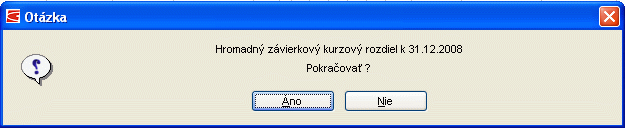 Otázka
Hromadný závierkový kurzový rozdiel k 31.12.2008
Pokračovať ?
Áno
Nie